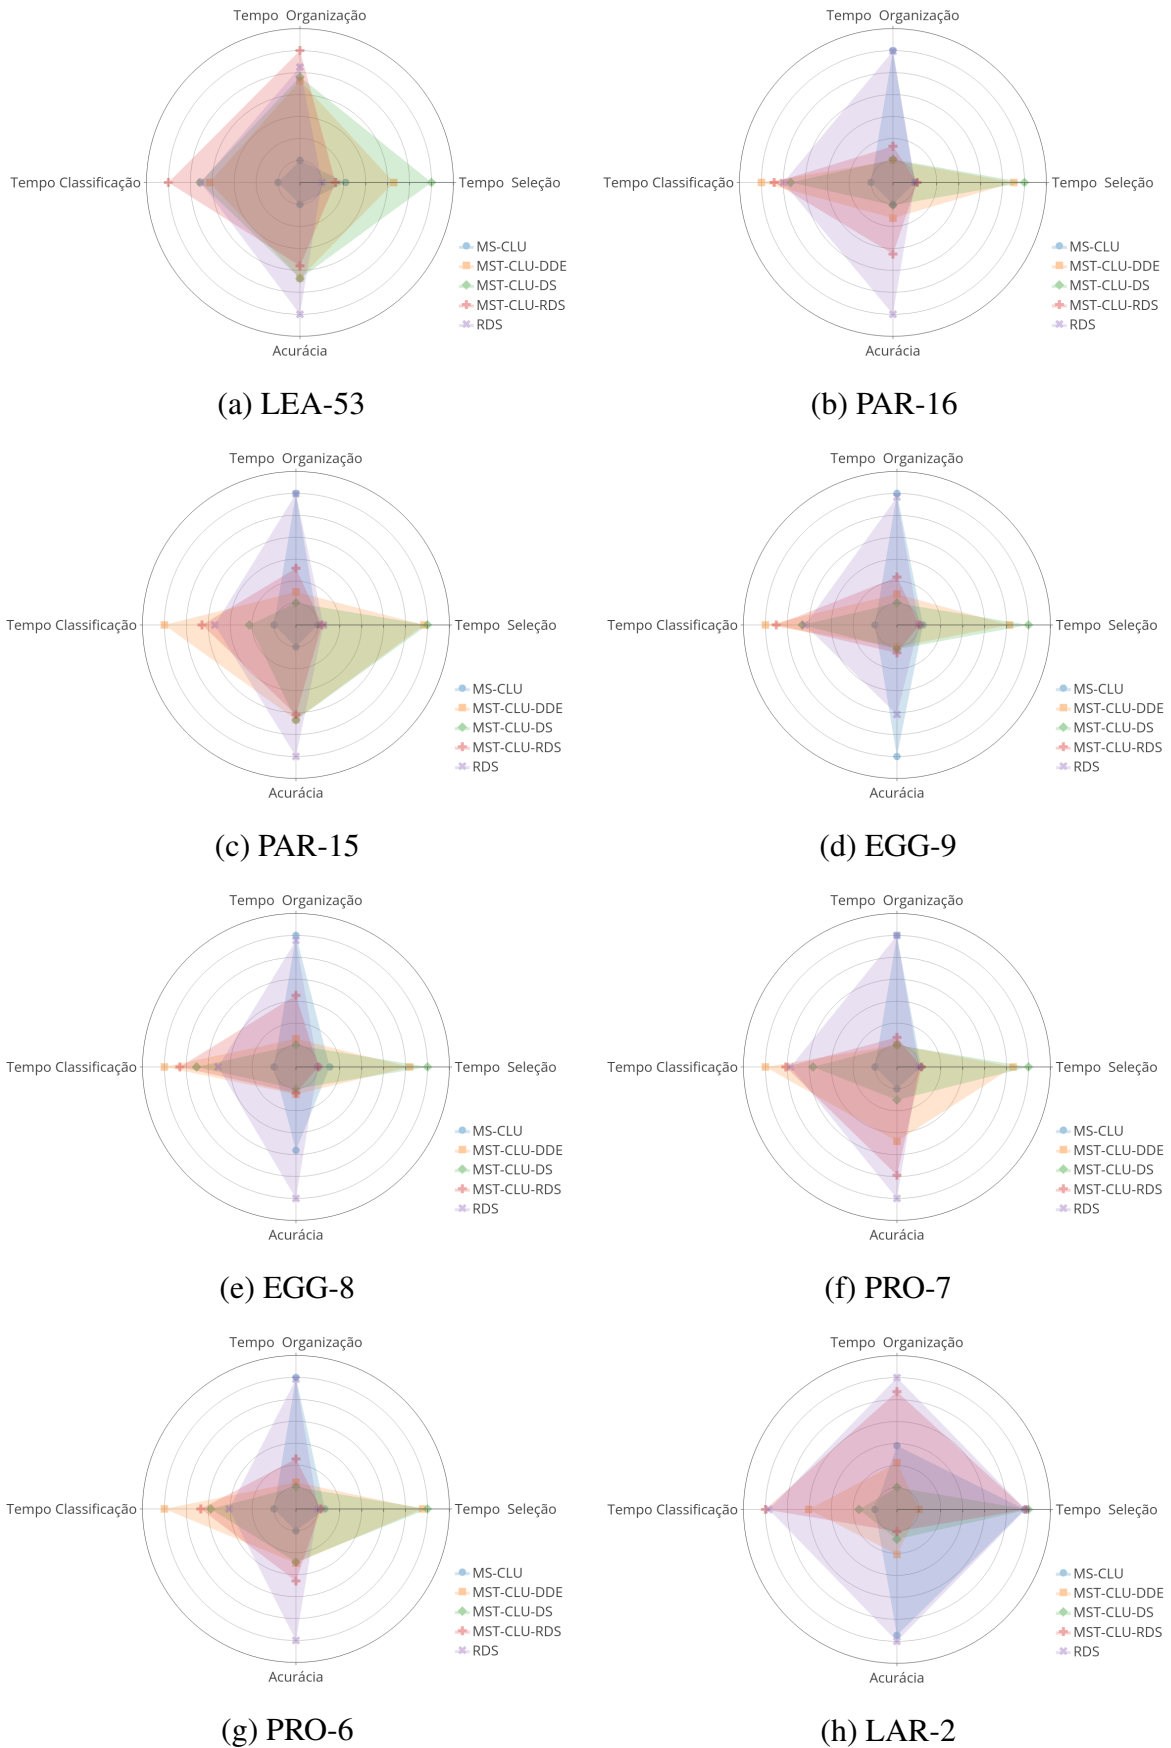 Tempo Organização
Tempo Classificação
Tempo Seleção
Acurácia
MS-CLU
MST-CLU-DDE
MST-CLU-DS
MST-CLU-RDS
RDS
(a) LEA-53
Tempo Organização
Tempo Classificação
Tempo Seleção
Acurácia
MS-CLU
MST-CLU-DDE
MST-CLU-DS
MST-CLU-RDS
RDS
(b) PAR-16
Tempo Organização
Tempo Classificação
Tempo Seleção
Acurácia
MS-CLU
MST-CLU-DDE
MST-CLU-DS
MST-CLU-RDS
RDS
(c) PAR-15
Tempo Organização
Tempo Classificação
Tempo Seleção
Acurácia
MS-CLU
MST-CLU-DDE
MST-CLU-DS
MST-CLU-RDS
RDS
(d) EGG-9
Tempo Organização
Tempo Classificação
Tempo Seleção
Acurácia
MS-CLU
MST-CLU-DDE
MST-CLU-DS
MST-CLU-RDS
RDS
(e) EGG-8
Tempo Organização
Tempo Classificação
Tempo Seleção
Acurácia
MS-CLU
MST-CLU-DDE
MST-CLU-DS
MST-CLU-RDS
RDS
(f) PRO-7
Tempo Organização
Tempo Classificação
Tempo Seleção
Acurácia
MS-CLU
MST-CLU-DDE
MST-CLU-DS
MST-CLU-RDS
RDS
(g) PRO-6
Tempo Organização
Tempo Classificação
Tempo Seleção
Acurácia
MS-CLU
MST-CLU-DDE
MST-CLU-DS
MST-CLU-RDS
RDS
(h) LAR-2